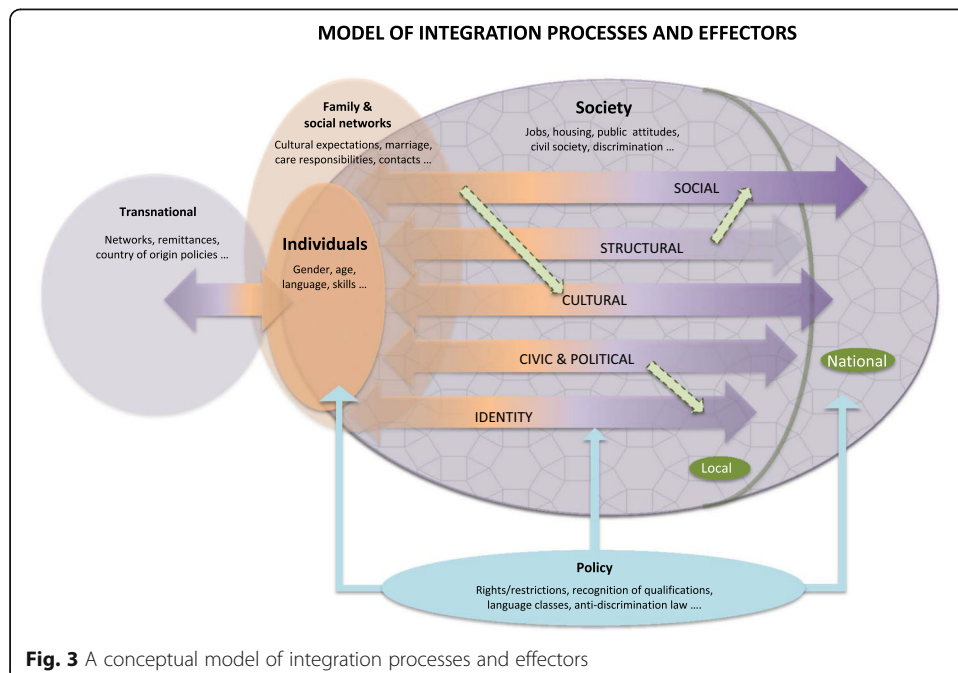 MODEL OF INTEGRATION PROCESSES AND EFFECTORS
Family &
social networks
Cultural expectations, marriage,
care responsibilities, contacts ...
Society
Jobs, housing, public attitudes,
civil society, discrimination ...
Transnational
Networks, remittances,
country of origin policies ...
Individuals
Gender, age,
language, skills ...
SOCIAL
STRUCTURAL
CULTURAL
CIVIC & POLITICAL
IDENTITY
National
Local
Policy
Rights/restrictions, recognition of qualifications,
language classes, anti-discrimination law ....
Fig. 3 A conceptual model of integration processes and effectors